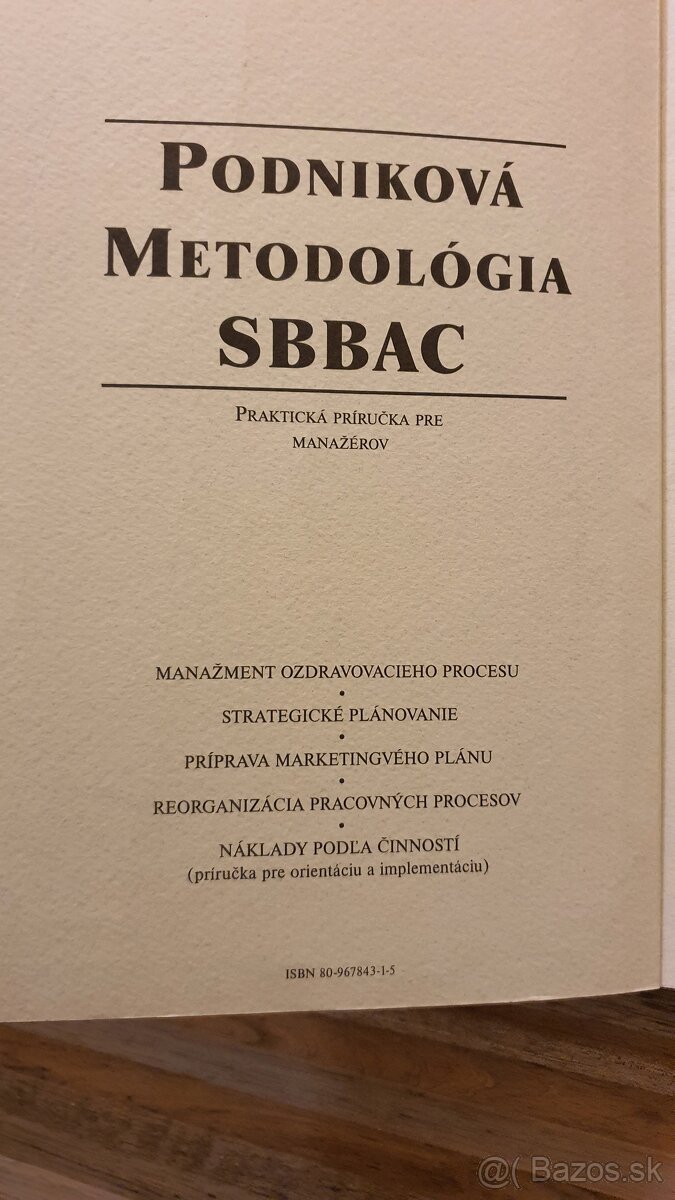 PODNIKOVÁ
METODOLÓGIA
SBBAC
PRAKTICKÁ PRÍRUČKA PRE
MANAŽÉROV
MANAŽMENT OZDRAVOVACIEHO PROCESU
•
STRATEGICKÉ PLÁNOVANIE
•
PRÍPRAVA MARKETINGVÉHO PLÁNU
•
REORGANIZÁCIA PRACOVNÝCH PROCESOV
•
NÁKLADY PODĽA ČINNOSTÍ
(príručka pre orientáciu a implementáciu)
ISBN 80-967843-1-5
@( Bazos.sk